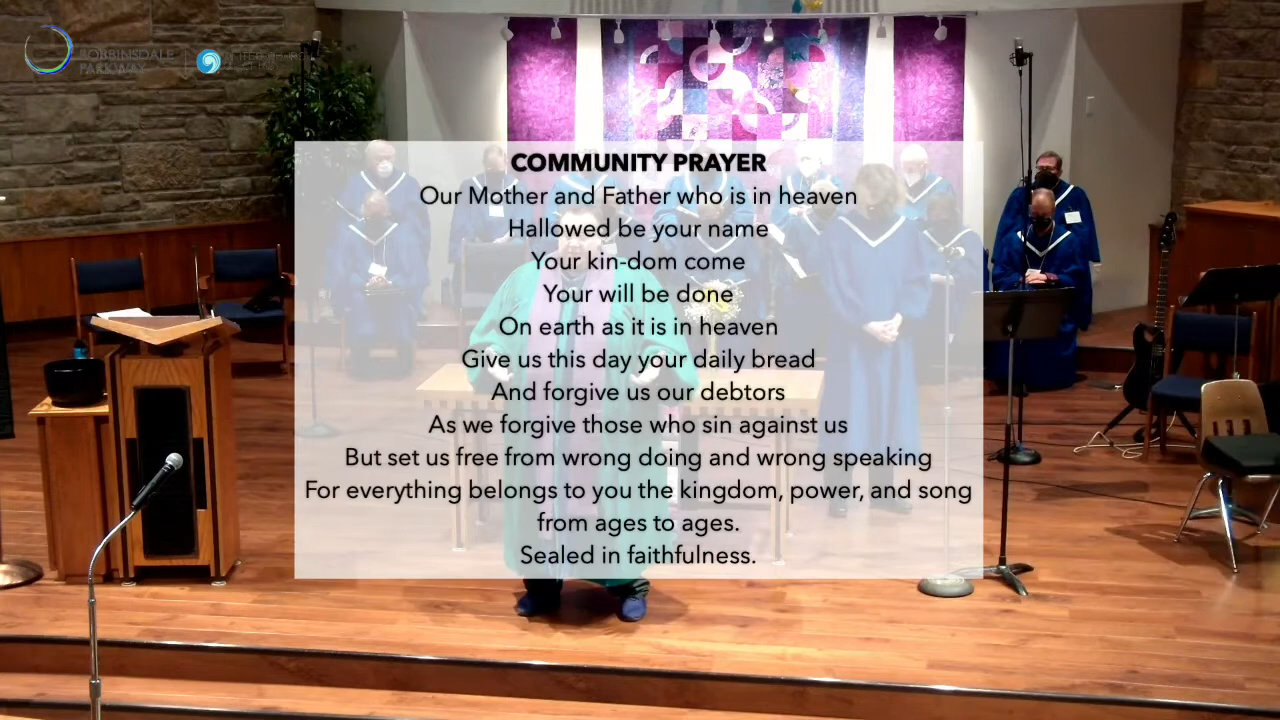 ROBBINSDALE
PARKWAY
COMMUNITY PRAYER
Our Mother and Father who is in heaven
Hallowed be your name
Your kin-dom come
Your will be done
On earth as it is in heaven
Give us this day your daily bread
And forgive us our debtors
As we forgive those who sin against us
But set us free from wrong doing and wrong speaking
For everything belongs to you the kingdom, power, and song
from ages to ages.
Sealed in faithfulness.